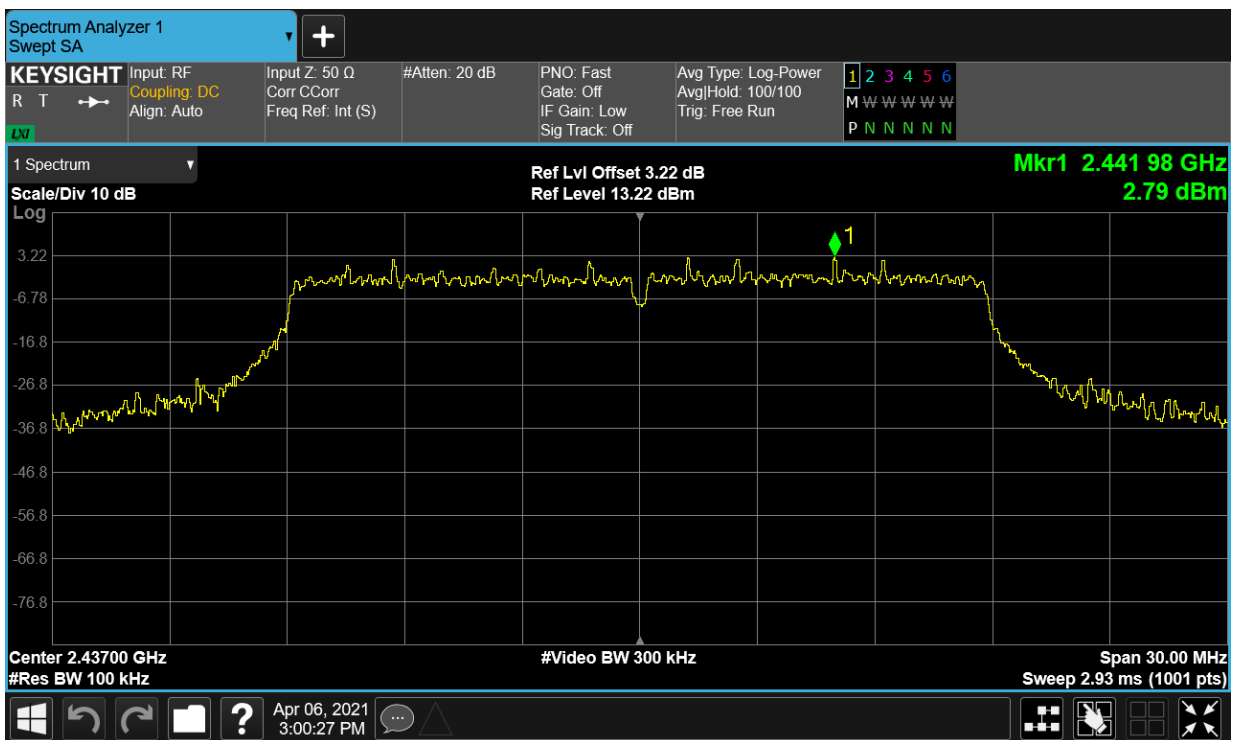 Spectrum Analyzer 1
Swept SA
KEYSIGHT
R T
LXI
Input: RF
Coupling: DC
Align: Auto
Input Z: 50 Ω
Corr CCorr
Freq Ref: Int (S)
#Atten: 20 dB
PNO: Fast
Gate: Off
IF Gain: Low
Sig Track: Off
Avg Type: Log-Power
Avg|Hold: 100/100
Trig: Free Run
1 2 3 4 5 6
M W W W W W
P N N N N N
1 Spectrum
Scale/Div 10 dB
Ref Lvl Offset 3.22 dB
Ref Level 13.22 dBm
Mkr1 2.441 98 GHz
2.79 dBm
Log
1
3.22
-6.78
-16.8
-26.8
-36.8
-46.8
-56.8
-66.8
-76.8
Center 2.43700 GHz
#Res BW 100 kHz
#Video BW 300 kHz
Span 30.00 MHz
Sweep 2.93 ms (1001 pts)
?
Apr 06, 2021
3:00:27 PM